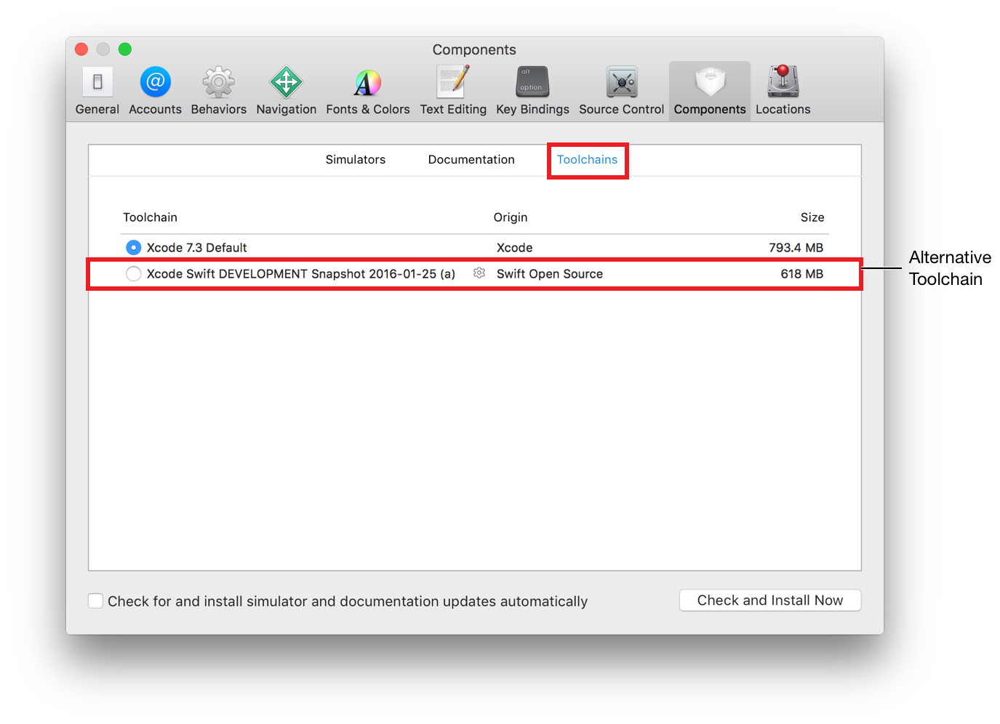 Components
General Accounts Behaviors Navigation Fonts & Colors Text Editing Key Bindings Source Control Components Locations
alt
option
Simulators Documentation Toolchains
Toolchain Origin Size
Xcode 7.3 Default Xcode 793.4 MB
Xcode Swift DEVELOPMENT Snapshot 2016-01-25 (a) Swift Open Source 618 MB
Alternative
Toolchain
Check for and install simulator and documentation updates automatically Check and Install Now